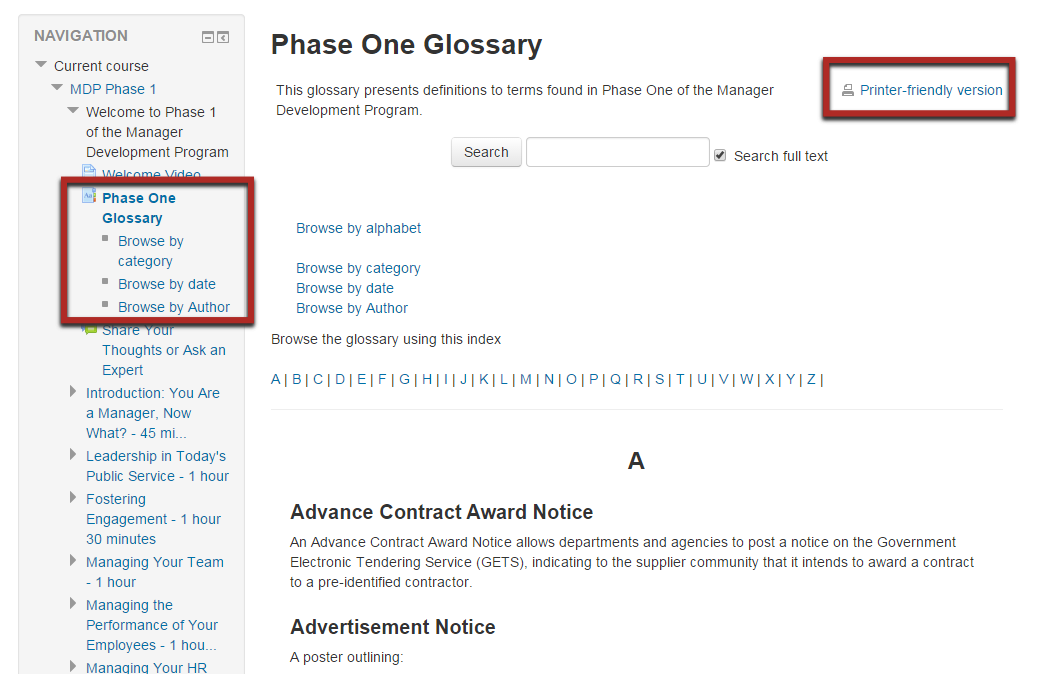 NAVIGATION
Current course
MDP Phase 1
Welcome to Phase 1
of the Manager
Development Program
Welcome Video
Phase One
Glossary
Browse by
category
Browse by date
Browse by Author
Share Your
Thoughts or Ask an
Expert
Introduction: You Are
a Manager, Now
What? - 45 mi...
Leadership in Today's
Public Service - 1 hour
Fostering
Engagement - 1 hour
30 minutes
Managing Your Team
- 1 hour
Managing the
Performance of Your
Employees - 1 hou...
Managing Your HR
Phase One Glossary
This glossary presents definitions to terms found in Phase One of the Manager
Development Program.
Printer-friendly version
Search
Search full text
Browse by alphabet
Browse by category
Browse by date
Browse by Author
Browse the glossary using this index
A | B | C | D | E | F | G | H | I | J | K | L | M | N | O | P | Q | R | S | T | U | V | W | X | Y | Z |
A
Advance Contract Award Notice
An Advance Contract Award Notice allows departments and agencies to post a notice on the Government
Electronic Tendering Service (GETS), indicating to the supplier community that it intends to award a contract
to a pre-identified contractor.
Advertisement Notice
A poster outlining: